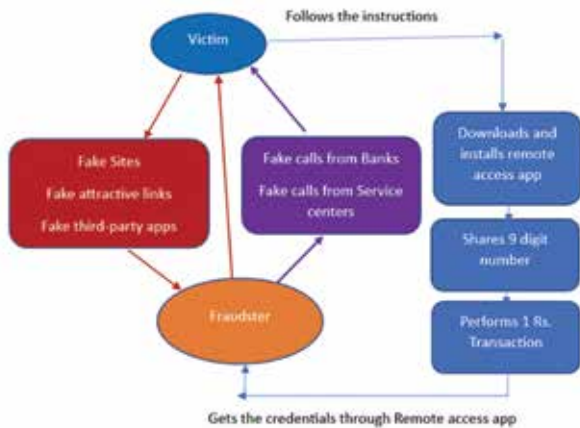 Follows the instructions
Victim
Fake Sites
Fake attractive links
Fake third-party apps
Fake calls from Banks
Fake calls from Service
centers
Downloads and
installs remote
access app
Shares 9 digit
number
Performs 1 Rs.
Transaction
Fraudster
Gets the credentials through Remote access app